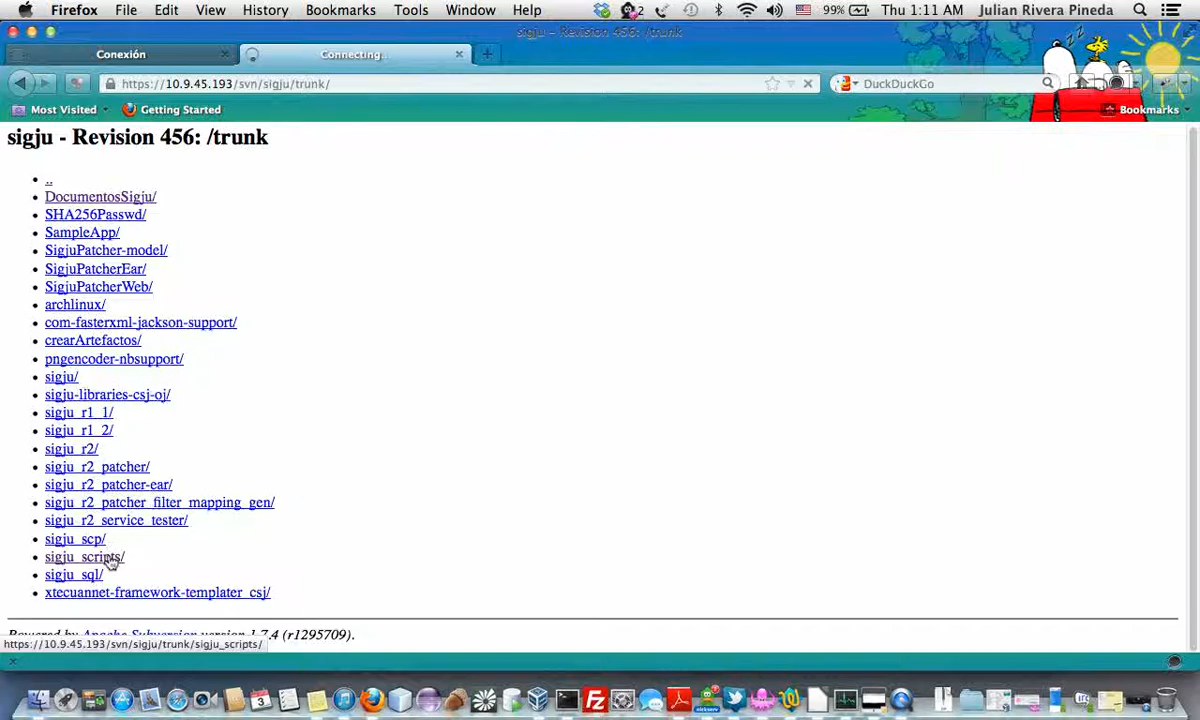 Firefox File Edit View History Bookmarks Tools Window Help 2 99% Thu 1:11 AM Julian Rivera Pineda
sigju - Revision 456: /trunk
Conexión Connecting...
https://10.9.45.193/svn/sigju/trunk/ DuckDuckGo
Most Visited Getting Started Bookmarks
sigju - Revision 456: /trunk
..
DocumentosSigju/
SHA256Passwd/
SampleApp/
SigjuPatcher-model/
SigjuPatcherEar/
SigjuPatcherWeb/
archlinux/
com-fasterxml-jackson-support/
crearArtefactos/
pngencoder-nbsupport/
sigju/
sigju-libraries-csj-oj/
sigju_r1_1/
sigju_r1_2/
sigju_r2/
sigju_r2_patcher/
sigju_r2_patcher-ear/
sigju_r2_patcher_filter_mapping_gen/
sigju_r2_service_tester/
sigju_scp/
sigju_scripts/
sigju_sql/
xtecuannet-framework-templater_csj/
Powered by Apache Subversion version 1.7.4 (r1295709).
https://10.9.45.193/svn/sigju/trunk/sigju_scripts/